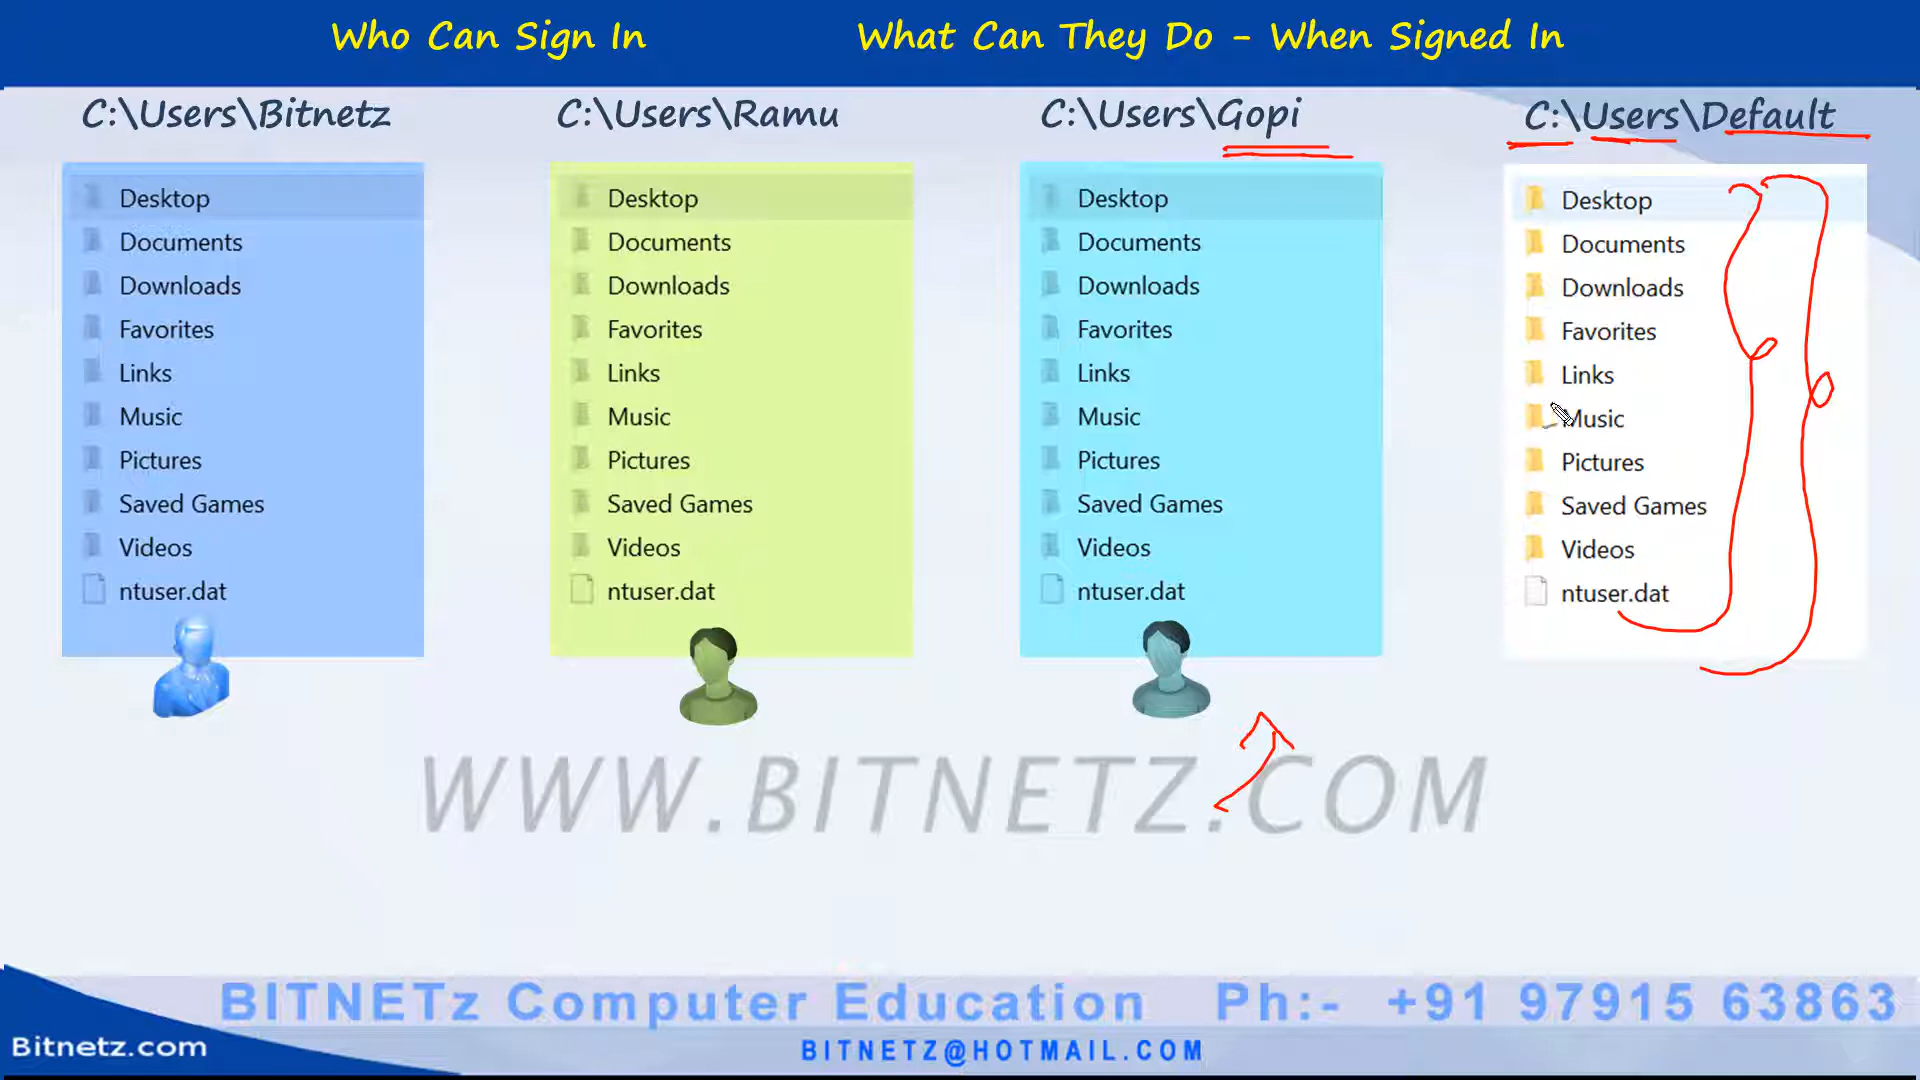 Who Can Sign In
What Can They Do - When Signed In
C:\Users\Bitnetz
Desktop
Documents
Downloads
Favorites
Links
Music
Pictures
Saved Games
Videos
ntuser.dat
C:\Users\Ramu
Desktop
Documents
Downloads
Favorites
Links
Music
Pictures
Saved Games
Videos
ntuser.dat
C:\Users\Gopi
Desktop
Documents
Downloads
Favorites
Links
Music
Pictures
Saved Games
Videos
ntuser.dat
C:\Users\Default
Desktop
Documents
Downloads
Favorites
Links
Music
Pictures
Saved Games
Videos
ntuser.dat
WWW.BITNETZ.COM
BITNETz Computer Education Ph:- +91 97915 63863
Bitnetz.com
BITNETZ@HOTMAIL.COM